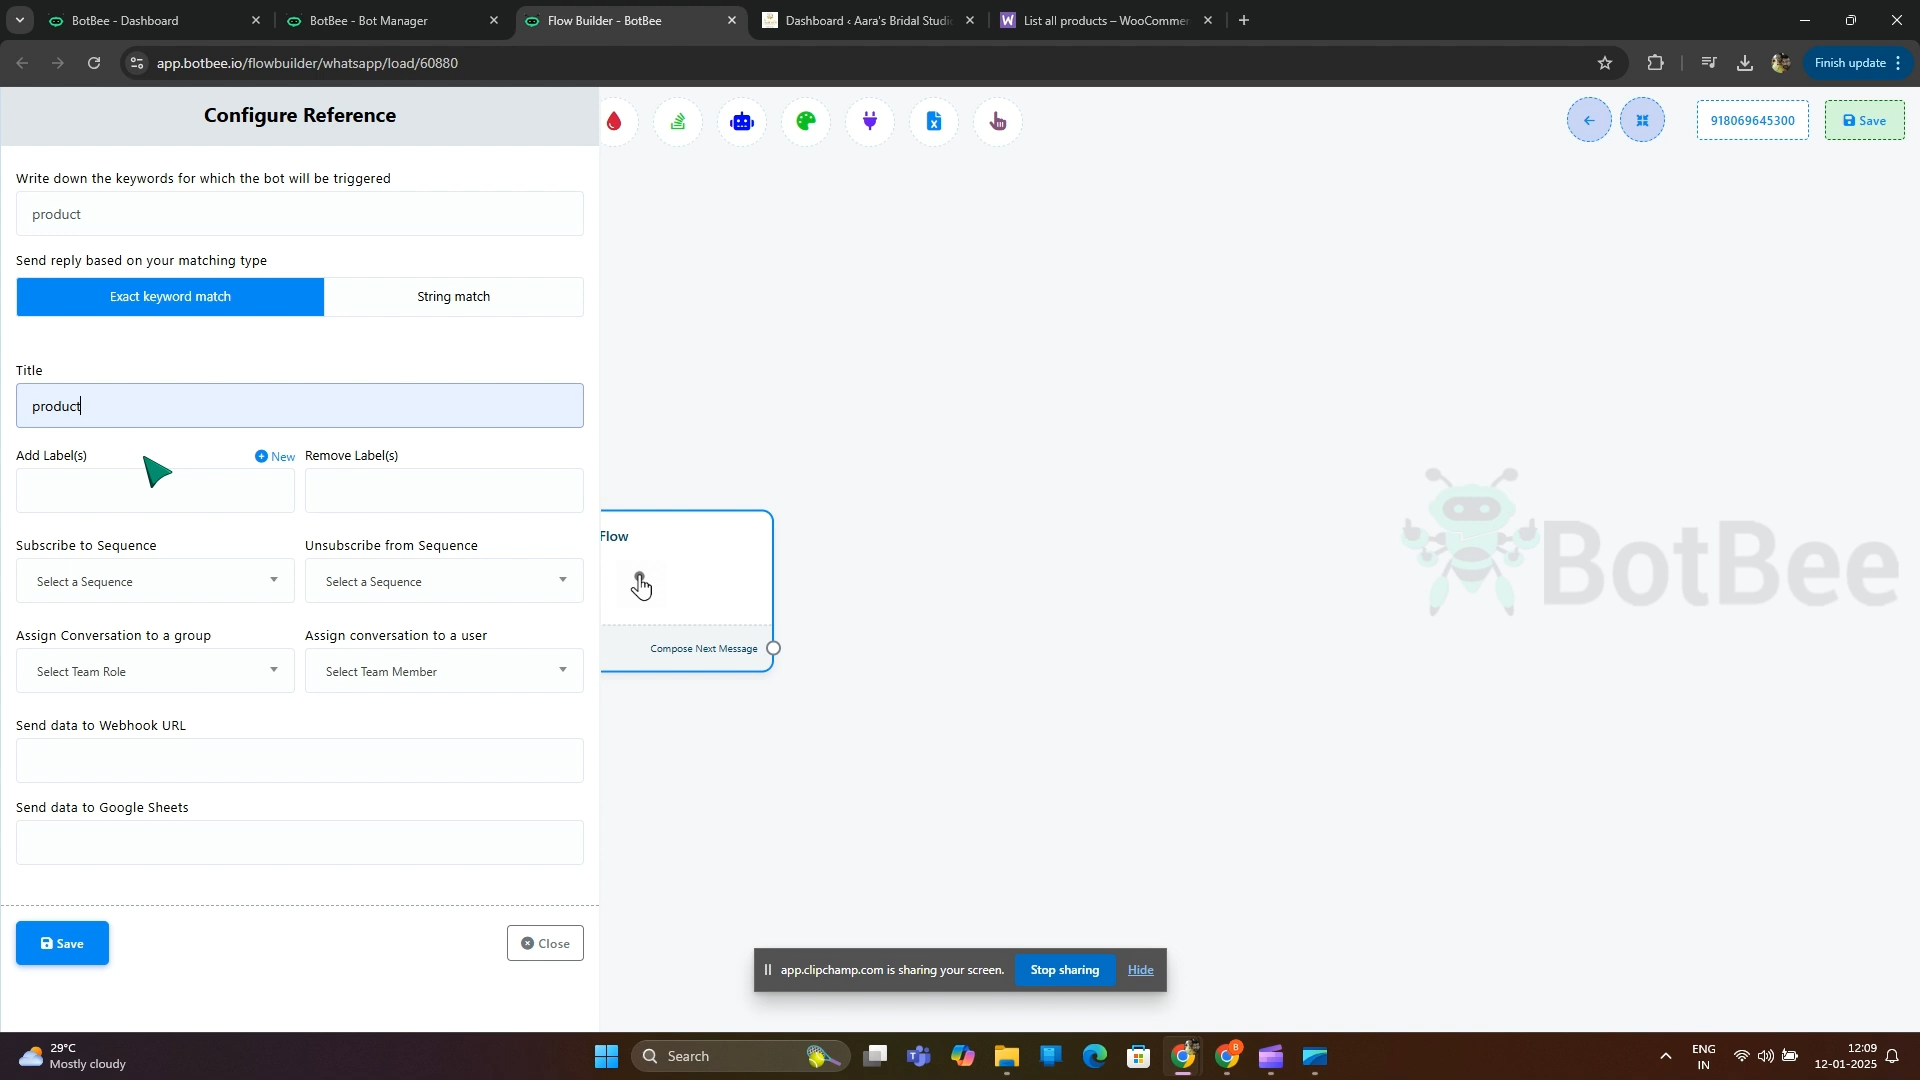 BotBee - Dashboard
BotBee - Bot Manager
Flow Builder - BotBee
Dashboard ‹ Aara's Bridal Studio
List all products – WooCommer
app.botbee.io/flowbuilder/whatsapp/load/60880
Finish update
Configure Reference
918069645300
Save
Write down the keywords for which the bot will be triggered
product
Send reply based on your matching type
Exact keyword match
String match
Title
product
Add Label(s)
New
Remove Label(s)
Flow
BotBee
Subscribe to Sequence
Unsubscribe from Sequence
Select a Sequence
Select a Sequence
Assign Conversation to a group
Assign conversation to a user
Compose Next Message
Select Team Role
Select Team Member
Send data to Webhook URL
Send data to Google Sheets
Save
Close
app.clipchamp.com is sharing your screen.
Stop sharing
Hide
29°C
Mostly cloudy
Search
ENG
IN
12:09
12-01-2025